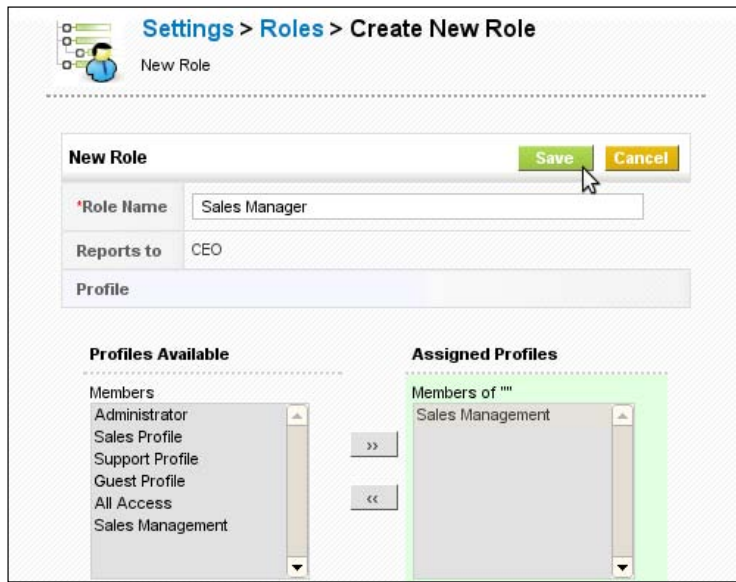 Settings > Roles > Create New Role
New Role
New Role
Save
Cancel
*Role Name
Sales Manager
Reports to
CEO
Profile
Profiles Available
Assigned Profiles
Members
Administrator
Sales Profile
Support Profile
Guest Profile
All Access
Sales Management
>>
<<
Members of ""
Sales Management